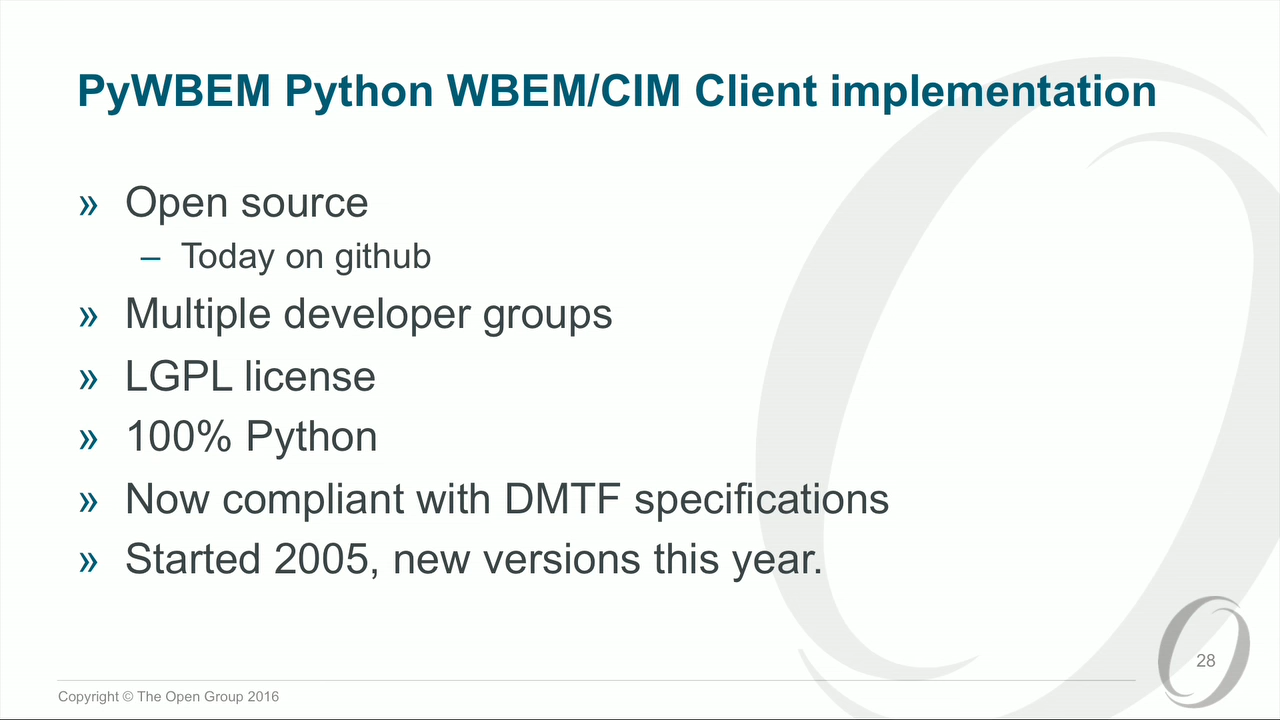 PyWBEM Python WBEM/CIM Client implementation
» Open source
– Today on github
» Multiple developer groups
» LGPL license
» 100% Python
» Now compliant with DMTF specifications
» Started 2005, new versions this year.
28
Copyright © The Open Group 2016